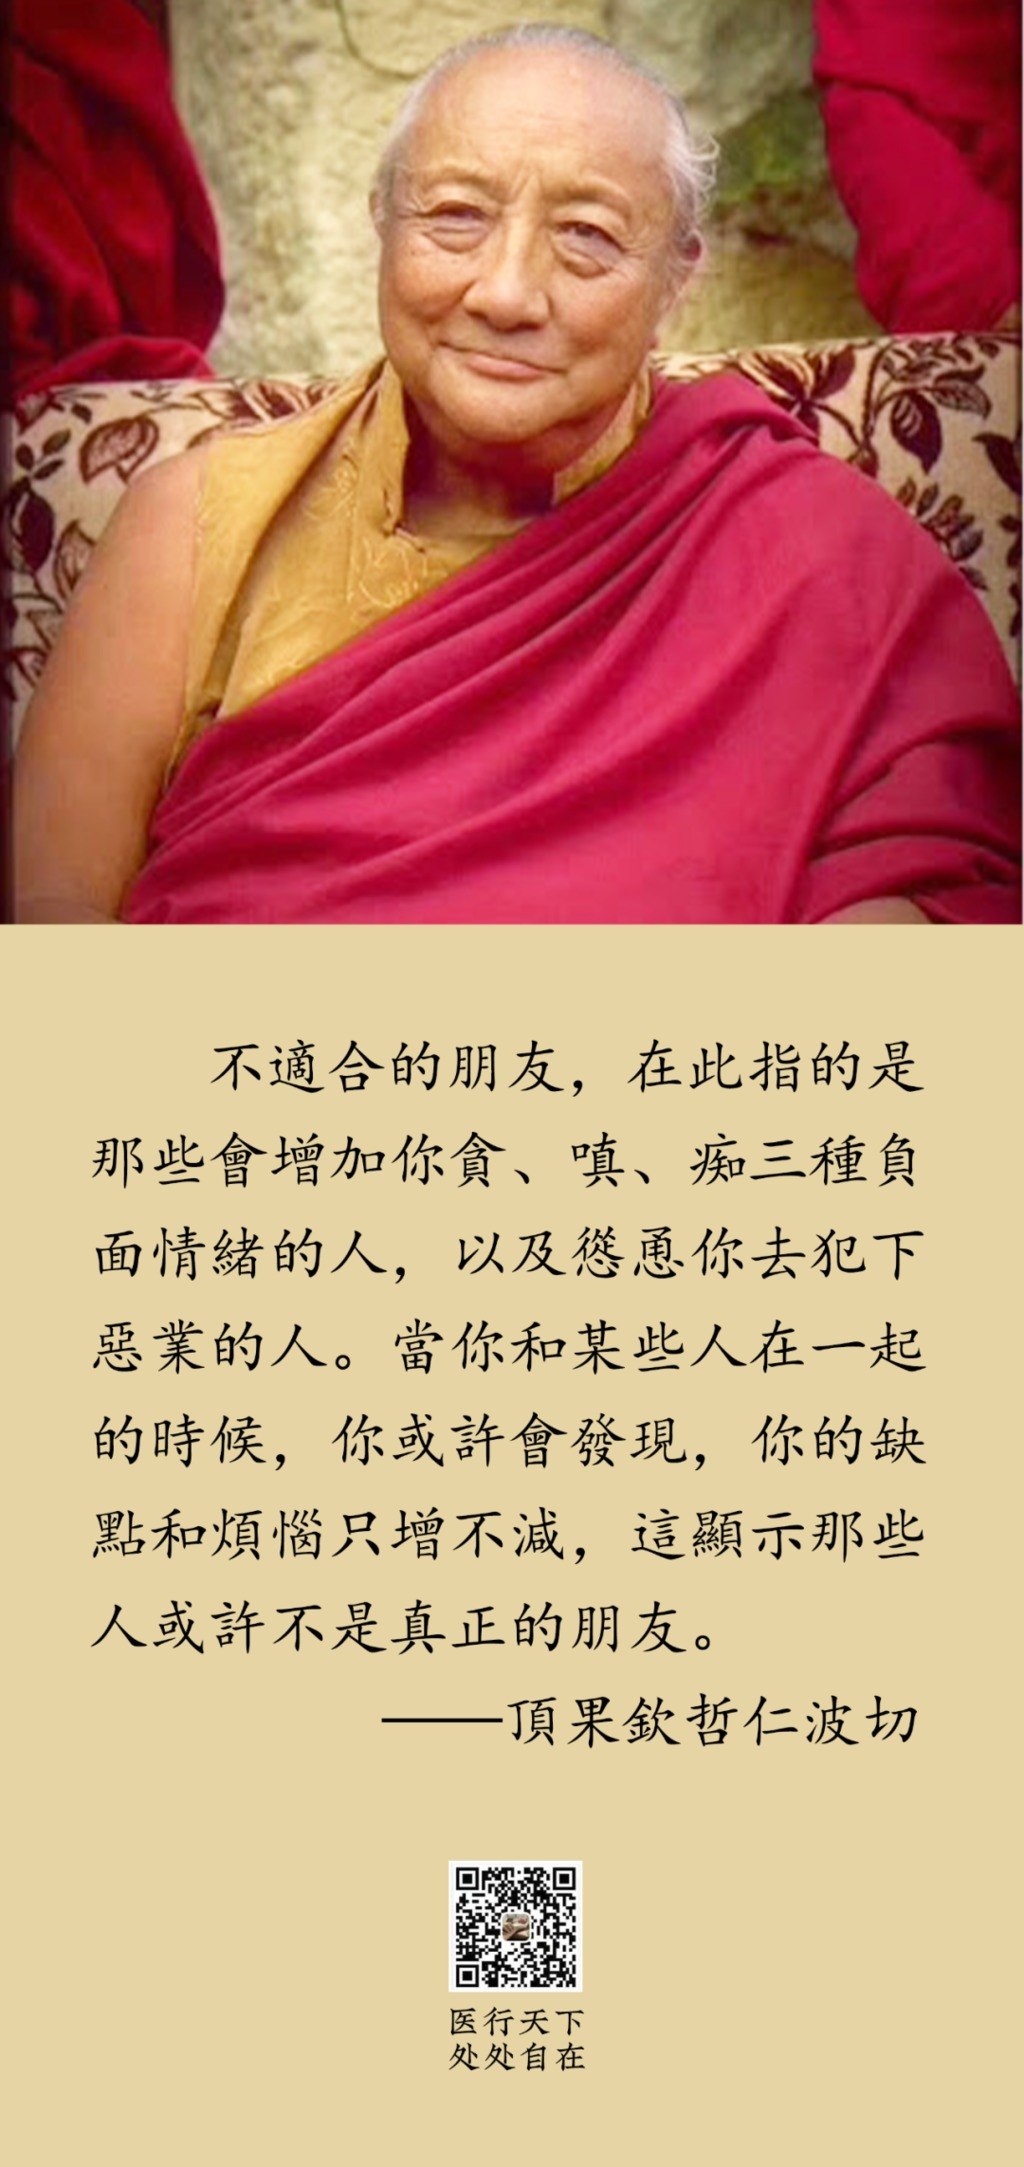 不適合的朋友，在此指的是
那些會增加你貪、嗔、痴三種負
面情緒的人，以及慫恿你去犯下
惡業的人。當你和某些人在一起
的時候，你或許會發現，你的缺
點和煩惱只增不減，這顯示那些
人或許不是真正的朋友。
——頂果欽哲仁波切
医行天下
处处自在